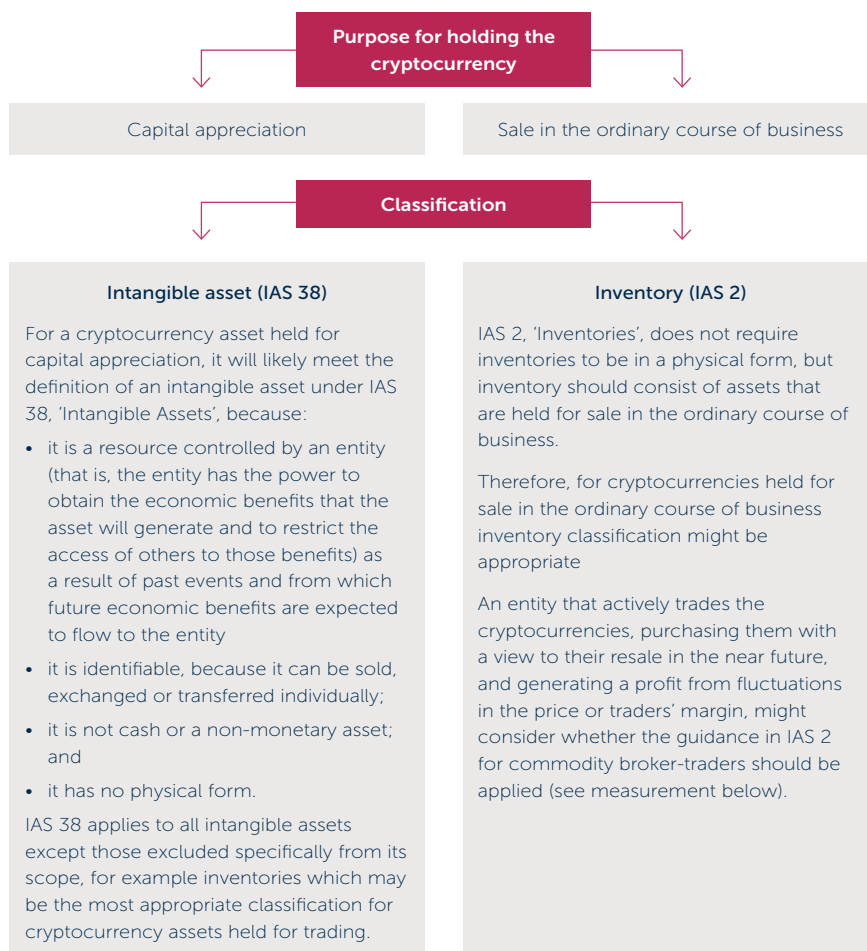 Purpose for holding the
cryptocurrency
Capital appreciation
Sale in the ordinary course of business
Classification
Intangible asset (IAS 38)
For a cryptocurrency asset held for
capital appreciation, it will likely meet the
definition of an intangible asset under IAS
38, ‘Intangible Assets’, because:
• it is a resource controlled by an entity
(that is, the entity has the power to
obtain the economic benefits that the
asset will generate and to restrict the
access of others to those benefits) as
a result of past events and from which
future economic benefits are expected
to flow to the entity
• it is identifiable, because it can be sold,
exchanged or transferred individually;
• it is not cash or a non-monetary asset;
and
• it has no physical form.
IAS 38 applies to all intangible assets
except those excluded specifically from its
scope, for example inventories which may
be the most appropriate classification for
cryptocurrency assets held for trading.
Inventory (IAS 2)
IAS 2, ‘Inventories’, does not require
inventories to be in a physical form, but
inventory should consist of assets that
are held for sale in the ordinary course of
business.
Therefore, for cryptocurrencies held for
sale in the ordinary course of business
inventory classification might be
appropriate
An entity that actively trades the
cryptocurrencies, purchasing them with
a view to their resale in the near future,
and generating a profit from fluctuations
in the price or traders’ margin, might
consider whether the guidance in IAS 2
for commodity broker-traders should be
applied (see measurement below).